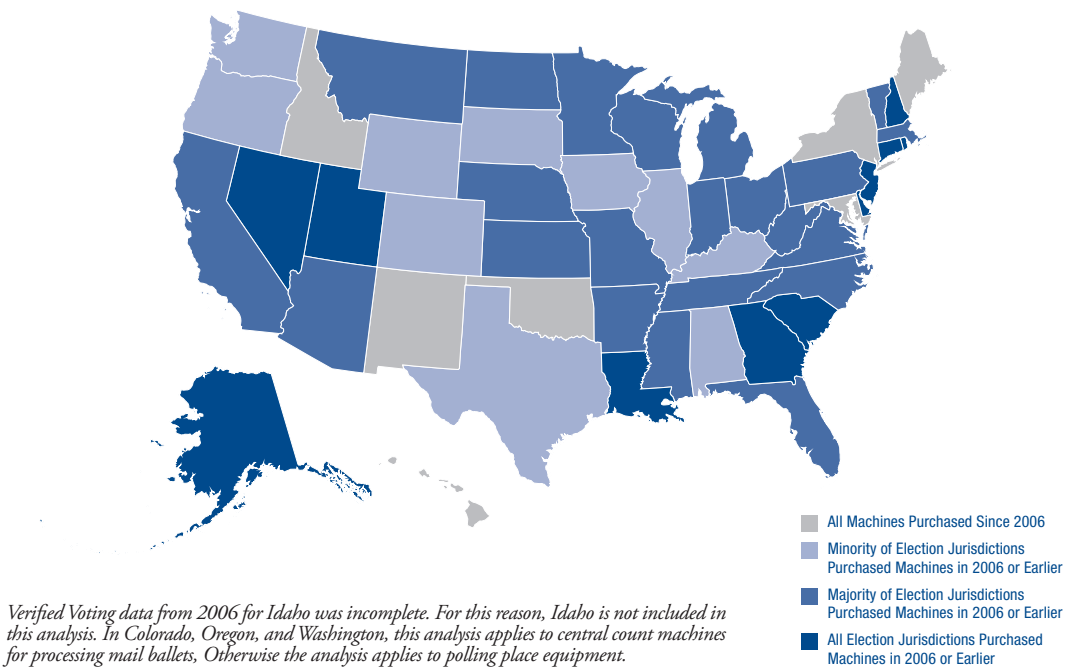 All Machines Purchased Since 2006
Minority of Election Jurisdictions
Purchased Machines in 2006 or Earlier
Majority of Election Jurisdictions
Purchased Machines in 2006 or Earlier
All Election Jurisdictions Purchased
Machines in 2006 or Earlier
Verified Voting data from 2006 for Idaho was incomplete. For this reason, Idaho is not included in
this analysis. In Colorado, Oregon, and Washington, this analysis applies to central count machines
for processing mail ballets, Otherwise the analysis applies to polling place equipment.